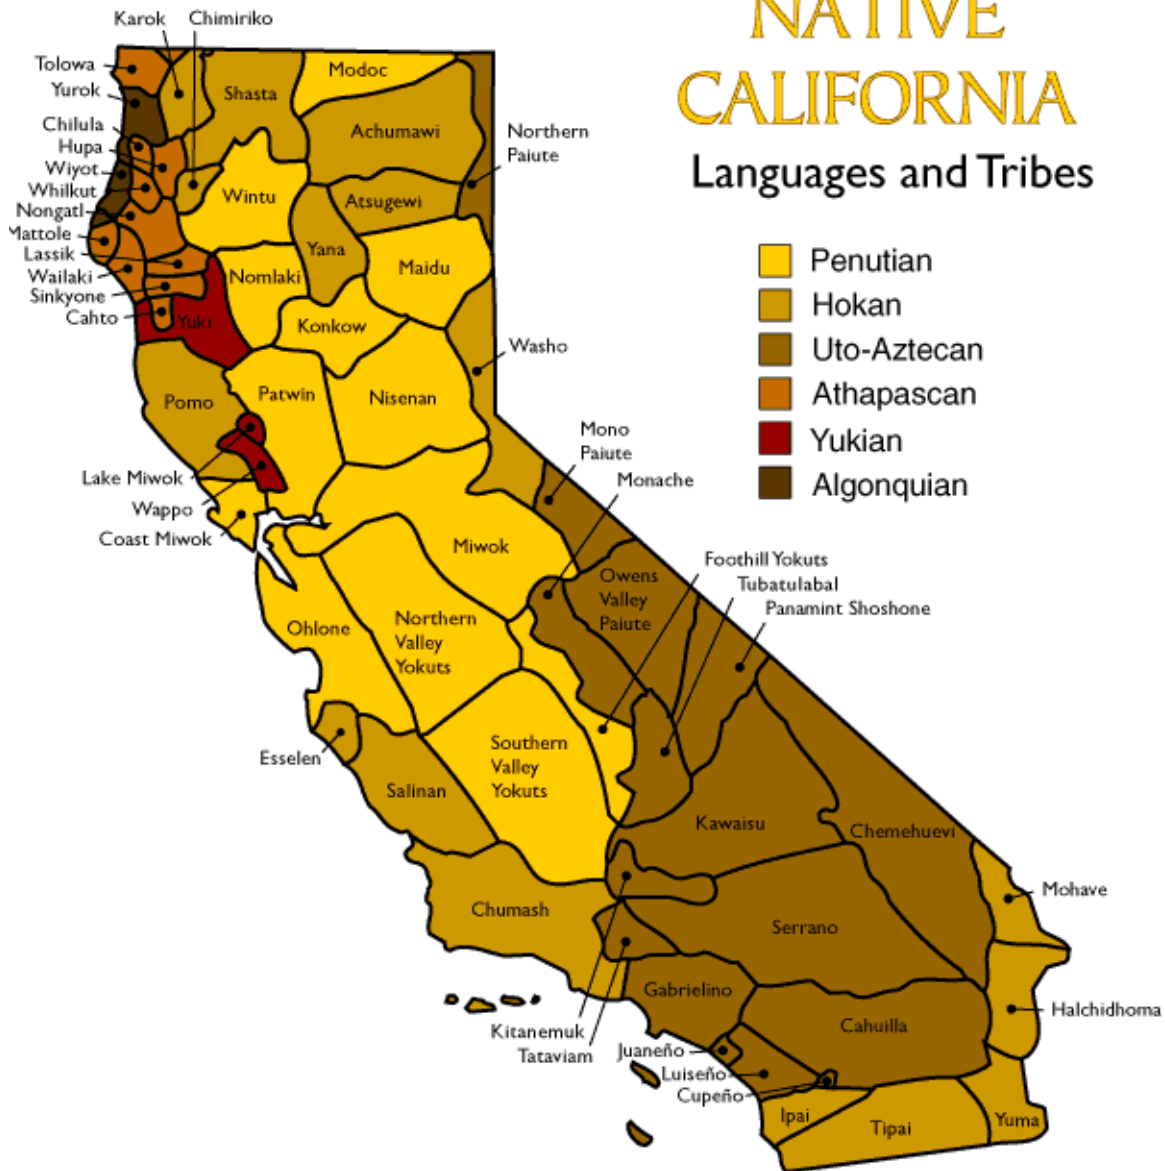 NATIVE
CALIFORNIA
Languages and Tribes
Penutian
Hokan
Uto-Aztecan
Athapascan
Yukian
Algonquian
Karok
Chimiriko
Tolowa
Yurok
Chilula
Hupa
Wiyot
Whilkut
Nongatl
Mattole
Lassik
Wailaki
Sinkyone
Cahto
Modoc
Shasta
Achumawi
Northern
Paiute
Wintu
Atsugewi
Yana
Maidu
Nomlaki
Yuki
Konkow
Washo
Pomo
Patwin
Nisenan
Lake Miwok
Wappo
Coast Miwok
Mono
Paiute
Monache
Miwok
Foothill Yokuts
Tubatulabal
Panamint Shoshone
Owens
Valley
Paiute
Ohlone
Northern
Valley
Yokuts
Esselen
Southern
Valley
Yokuts
Salinan
Kawaisu
Chemehuevi
Mohave
Chumash
Serrano
Gabrielino
Halchidhoma
Cahuilla
Kitanemuk
Tataviam
Juaneño
Luiseño
Cupeño
Ipai
Tipai
Yuma